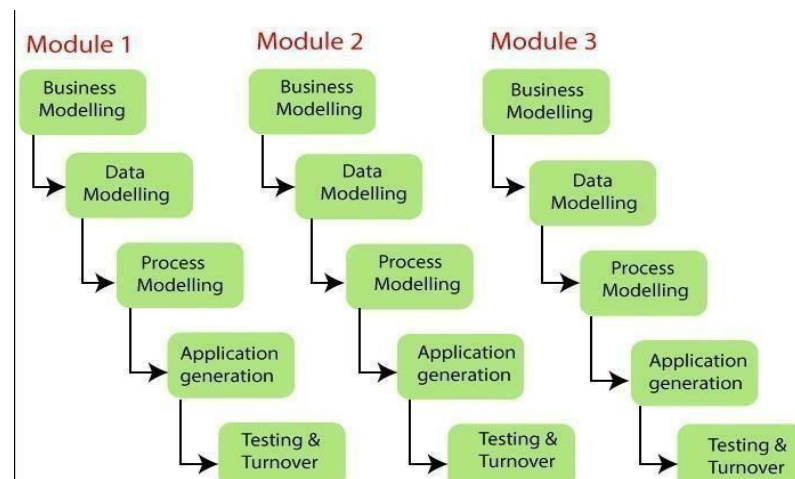 Module 1
Business
Modelling
Data
Modelling
Process
Modelling
Application
generation
Testing &
Turnover
Module 2
Business
Modelling
Data
Modelling
Process
Modelling
Application
generation
Testing &
Turnover
Module 3
Business
Modelling
Data
Modelling
Process
Modelling
Application
generation
Testing &
Turnover